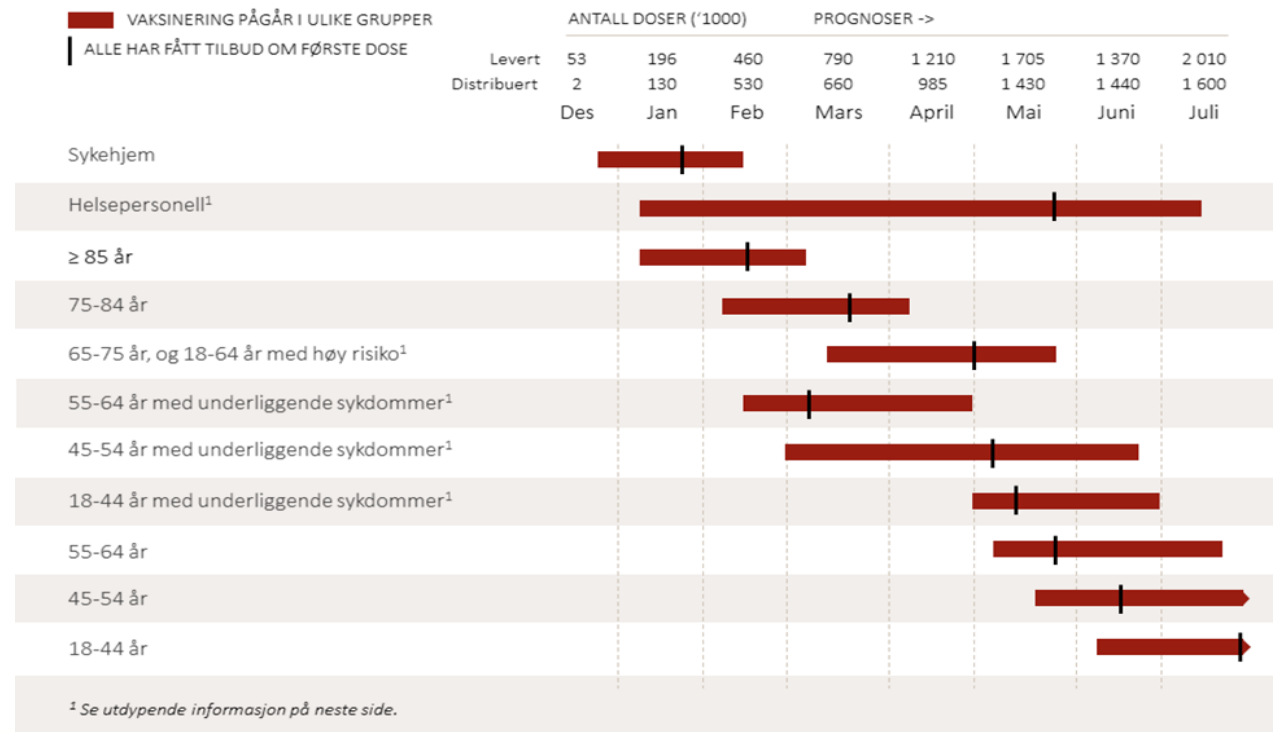 VAKSINERING PÅGÅR I ULIKE GRUPPER
ALLE HAR FÅTT TILBUD OM FØRSTE DOSE
ANTALL DOSER (‘1000) PROGNOSER ->
Levert 53 196 460 790 1 210 1 705 1 370 2 010
Distribuert 2 130 530 660 985 1 430 1 440 1 600
Des Jan Feb Mars April Mai Juni Juli
Sykehjem
Helsepersonell¹
≥ 85 år
75-84 år
65-75 år, og 18-64 år med høy risiko¹
55-64 år med underliggende sykdommer¹
45-54 år med underliggende sykdommer¹
18-44 år med underliggende sykdommer¹
55-64 år
45-54 år
18-44 år
¹ Se utdypende informasjon på neste side.